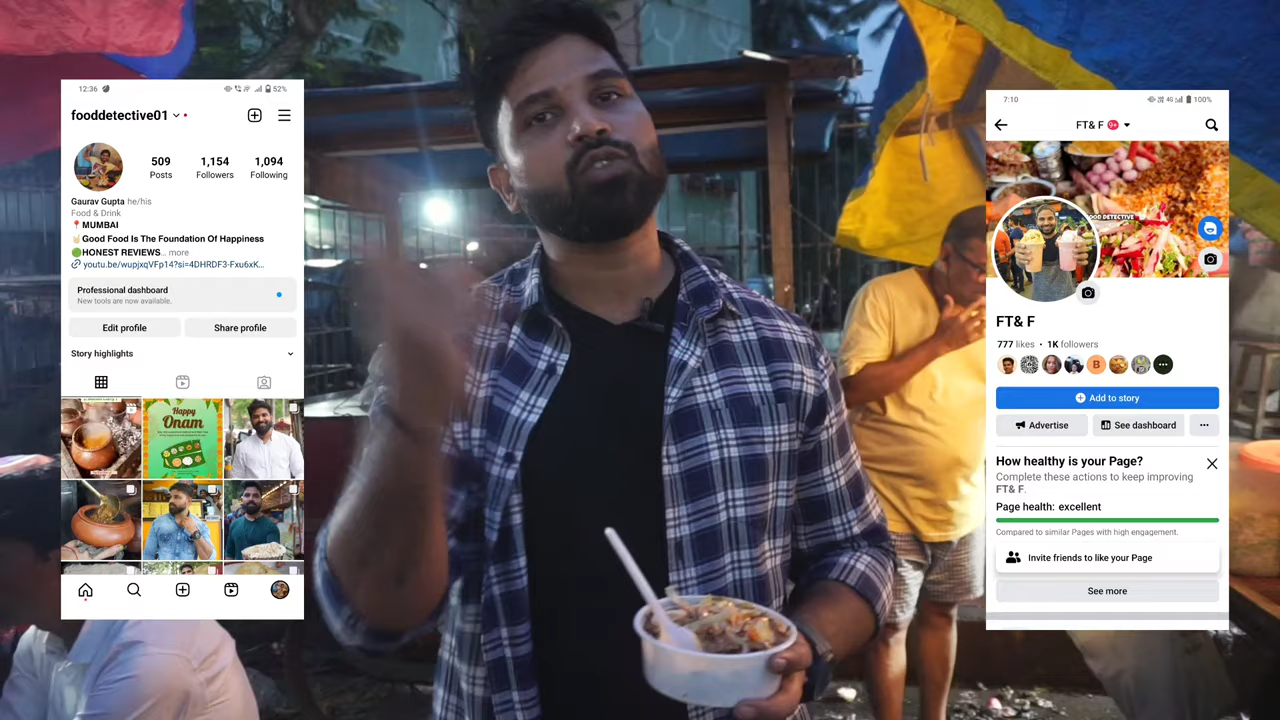 12:36
52%
fooddetective01
509
1,154
1,094
Posts
Followers
Following
Gaurav Gupta he/his
Food & Drink
MUMBAI
Good Food Is The Foundation Of Happiness
HONEST REVIEWS... more
youtu.be/wupjxqVFp14?si=4DHRDF3-Fxu6xK...
Professional dashboard
New tools are now available.
Edit profile
Share profile
Story highlights
Happy
Onam
7:10
4G
100%
FT& F 9+
OOD DETECTIVE
FT& F
777 likes • 1K followers
B
Add to story
Advertise
See dashboard
How healthy is your Page?
Complete these actions to keep improving
FT& F.
Page health: excellent
Compared to similar Pages with high engagement.
Invite friends to like your Page
See more